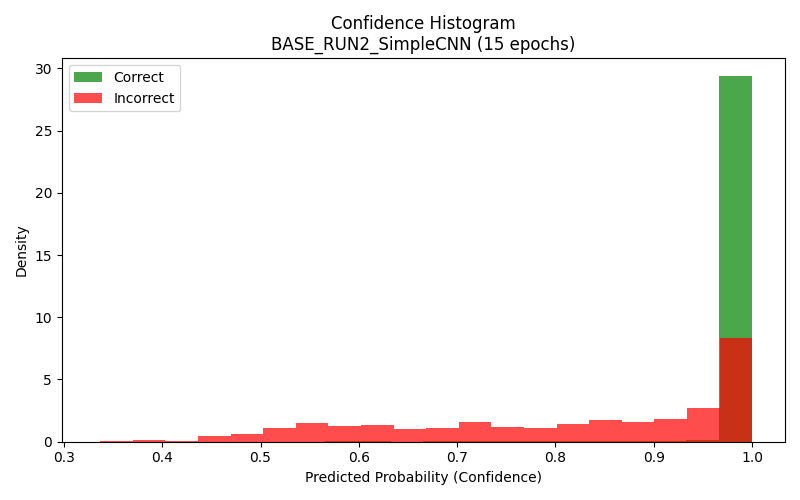 Confidence Histogram
BASE_RUN2_SimpleCNN (15 epochs)
Correct
Incorrect
Density
30
25
20
15
10
5
0
0.3 0.4 0.5 0.6 0.7 0.8 0.9 1.0
Predicted Probability (Confidence)